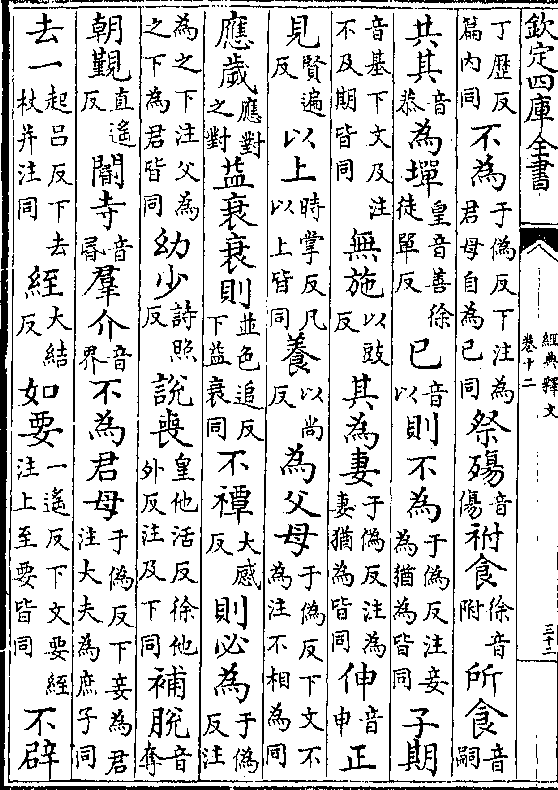 欽定四庫全書
經典釋文
卷十二
三十二
丁歷反篇内同不為于偽反下注為君母自為已同祭殤音傷祔食徐音附所食音嗣
共其音恭為墠皇音善徐徒單反已音以則不為于偽反注妾為猶為皆同子期
音基下文及注不及期皆同無施以豉反其為妻于偽反注為妻猶為皆同伸音申正
見賢遍反以上時掌反凡以上皆同養以尚反為父母于偽反下文不為注不相為同
應歲應對之對葢衰衰則並色追反下益衰同不禫大感反則必為于偽反注
為之下注父為之下為君皆同幼少詩照反說喪皇他活反徐他外反注及下同補脫音奪
朝覲直遙反閽寺音昬羣介音界不為君母于偽反下妾為君注大夫為庶子同
去一起呂反下去杖并注同絰大結反如要一遙反下文要絰注上至要皆同不辟